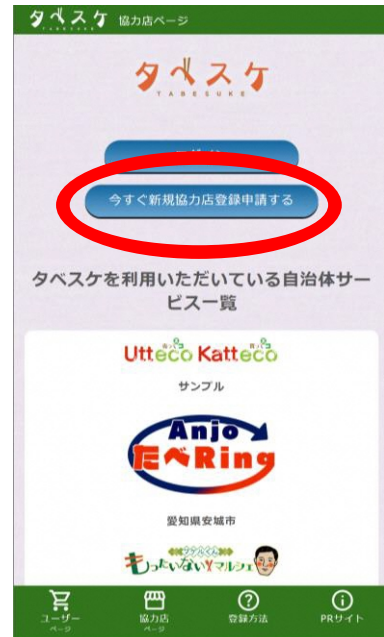 タベスケ 協力店ページ
タベスケ
TABESUKE
今すぐ新規協力店登録申請する
タベスケを利用いただいている自治体サー
ビス一覧
Utteco Katteco
サンプル
Anjo
たべRing
愛知県安城市
もったいないマルシェ
ユーザー
ページ
協力店
ページ
登録方法
PRサイト